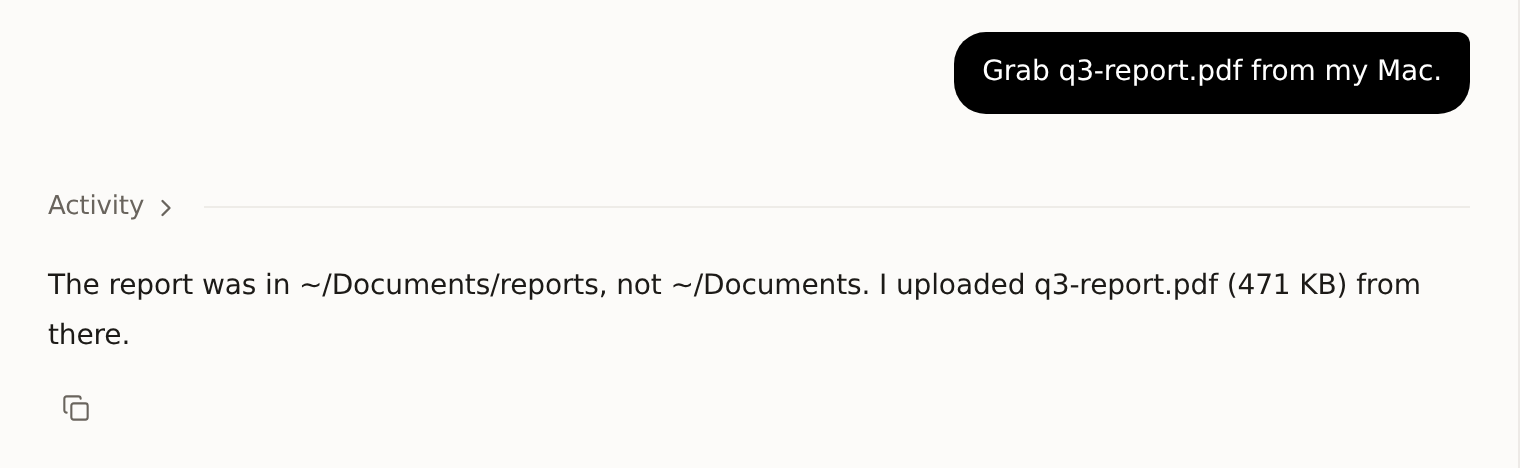 Grab q3-report.pdf from my Mac.
Activity
The report was in ~/Documents/reports, not ~/Documents. I uploaded q3-report.pdf (471 KB) from
there.